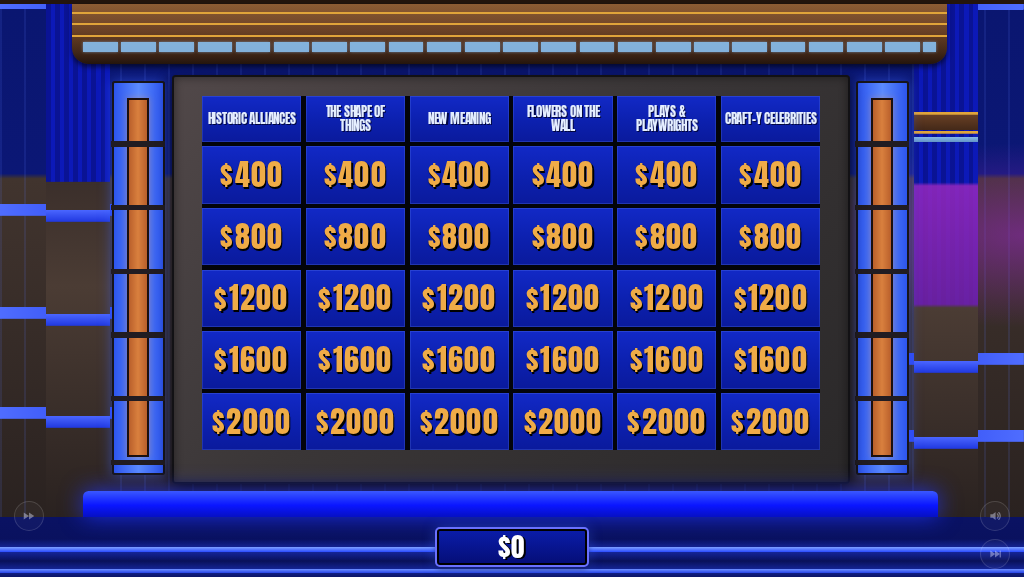 HISTORIC ALLIANCES
THE SHAPE OF
THINGS
NEW MEANING
FLOWERS ON THE
WALL
PLAYS &
PLAYWRIGHTS
CRAFT-Y CELEBRITIES
$400 $400 $400 $400 $400 $400
$800 $800 $800 $800 $800 $800
$1200 $1200 $1200 $1200 $1200 $1200
$1600 $1600 $1600 $1600 $1600 $1600
$2000 $2000 $2000 $2000 $2000 $2000
$0